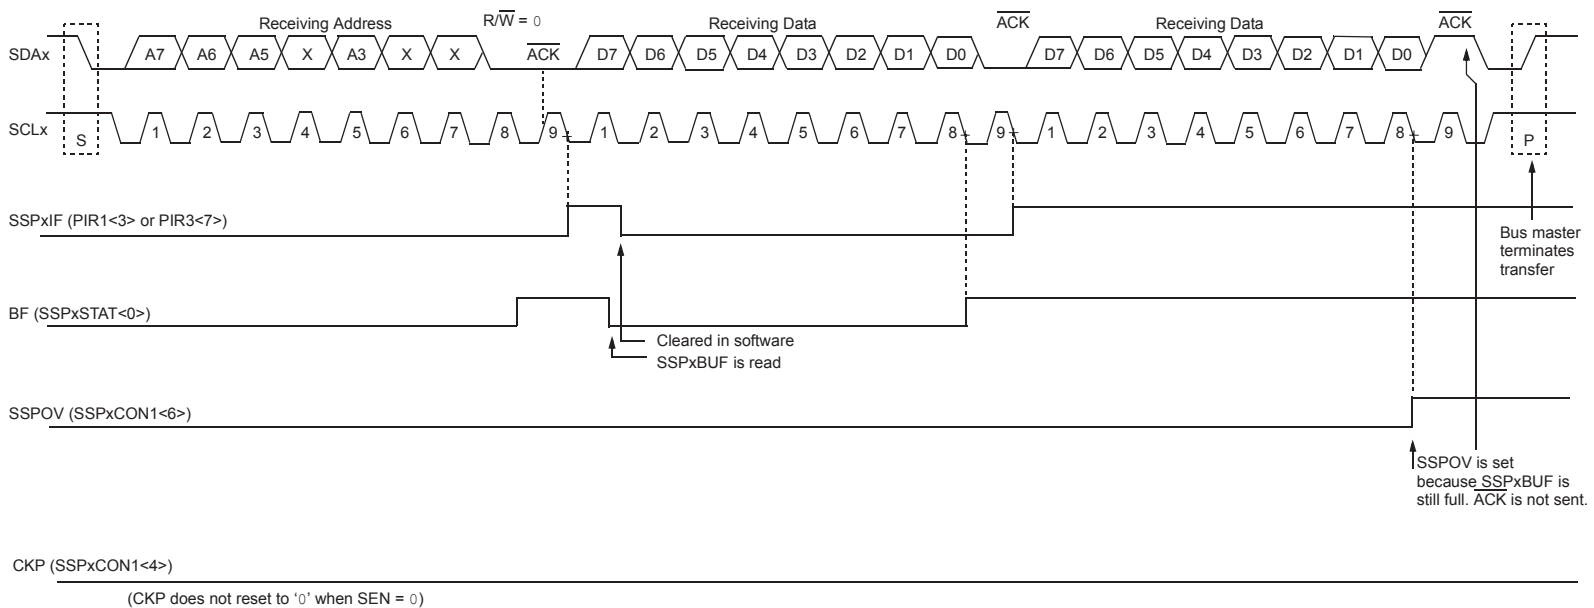 Receiving Address R/W = 0 Receiving Data ACK Receiving Data ACK
SDAx A7 A6 A5 X A3 X X ACK D7 D6 D5 D4 D3 D2 D1 D0 D7 D6 D5 D4 D3 D2 D1 D0
SCLx S 1 2 3 4 5 6 7 8 9 1 2 3 4 5 6 7 8 9 1 2 3 4 5 6 7 8 9 P
SSPxIF (PIR1<3> or PIR3<7>)
Bus master
terminates
transfer
BF (SSPxSTAT<0>)
Cleared in software
SSPxBUF is read
SSPOV (SSPxCON1<6>)
SSPOV is set
because SSPxBUF is
still full. ACK is not sent.
CKP (SSPxCON1<4>)
(CKP does not reset to ‘0’ when SEN = 0)